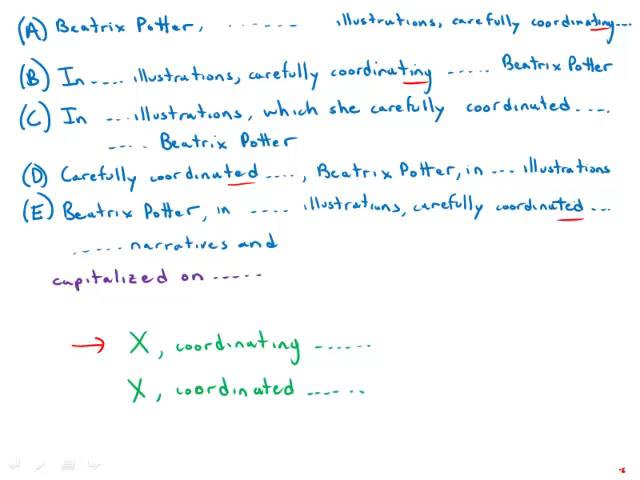 (A) Beatrix Potter, ...... illustrations, carefully coordinating...
(B) In .... illustrations, carefully coordinating ..... Beatrix Potter
(C) In ... illustrations, which she carefully coordinated ....
..... Beatrix Potter
(D) Carefully coordinated ...., Beatrix Potter, in ... illustrations
(E) Beatrix Potter, in .... illustrations, carefully coordinated ...
..... narratives and
capitalized on .....
→ X, coordinating ......
X, coordinated ......